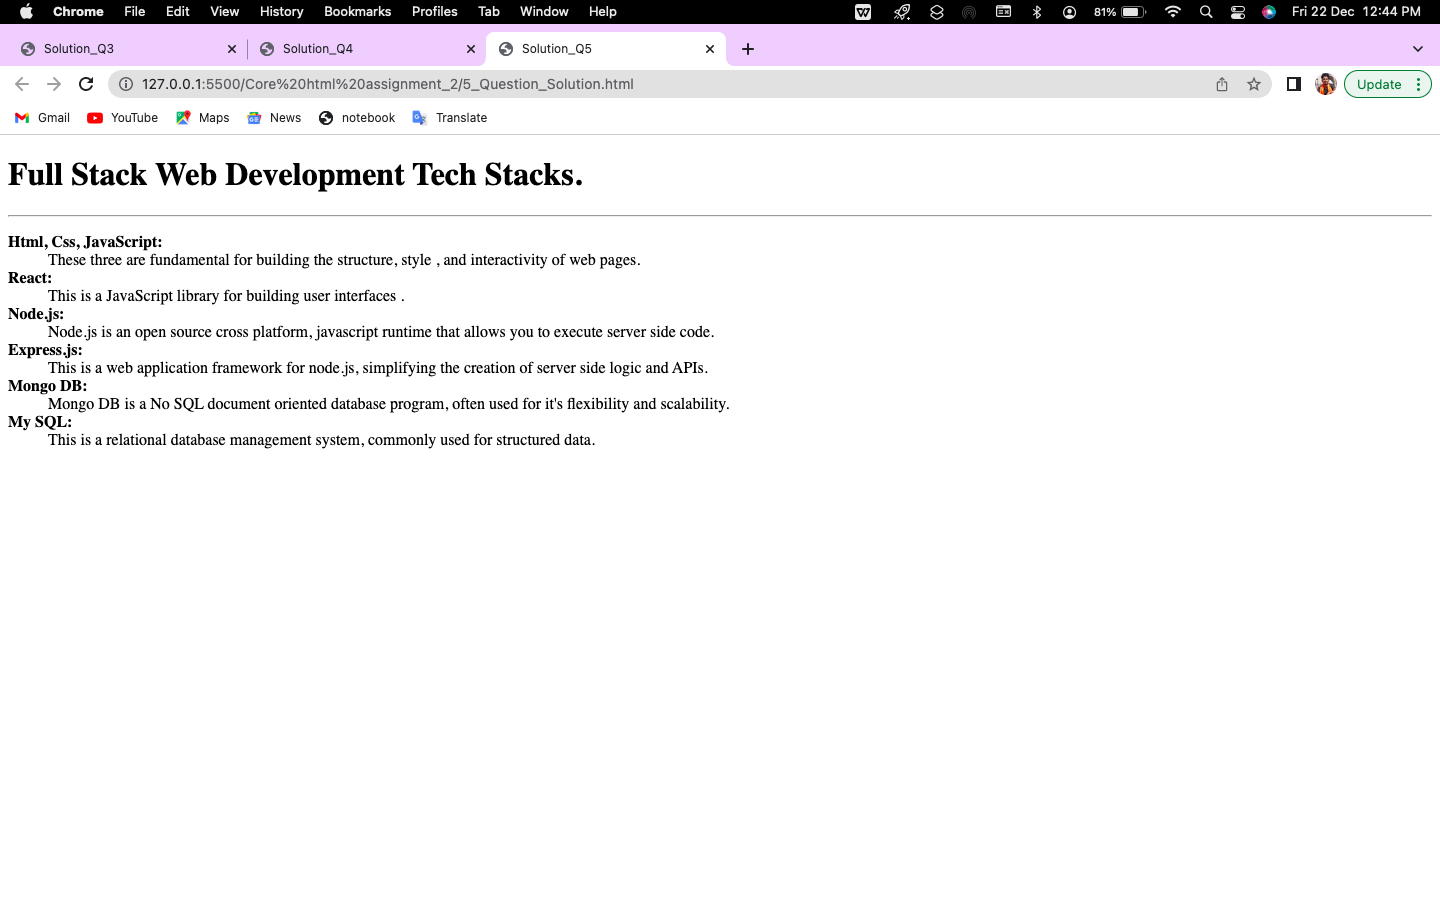 Chrome File Edit View History Bookmarks Profiles Tab Window Help 81% Fri 22 Dec 12:44 PM
Solution_Q3 Solution_Q4 Solution_Q5
127.0.0.1:5500/Core%20html%20assignment_2/5_Question_Solution.html Update
Gmail YouTube Maps News notebook Translate
Full Stack Web Development Tech Stacks.
Html, Css, JavaScript:
These three are fundamental for building the structure, style , and interactivity of web pages.
React:
This is a JavaScript library for building user interfaces .
Node.js:
Node.js is an open source cross platform, javascript runtime that allows you to execute server side code.
Express.js:
This is a web application framework for node.js, simplifying the creation of server side logic and APIs.
Mongo DB:
Mongo DB is a No SQL document oriented database program, often used for it's flexibility and scalability.
My SQL:
This is a relational database management system, commonly used for structured data.